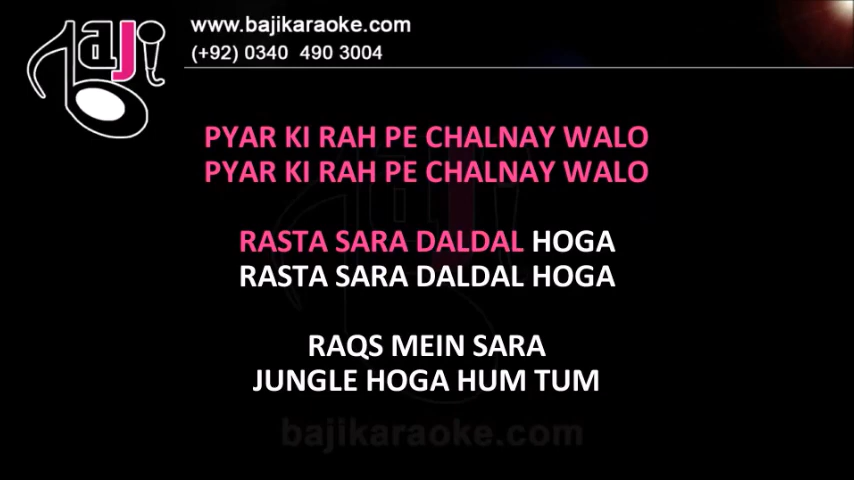 www.bajikaraoke.com
(+92) 0340 490 3004
baji
PYAR KI RAH PE CHALNAY WALO
PYAR KI RAH PE CHALNAY WALO
RASTA SARA DALDAL HOGA
RASTA SARA DALDAL HOGA
RAQS MEIN SARA
JUNGLE HOGA HUM TUM
bajikaraoke.com